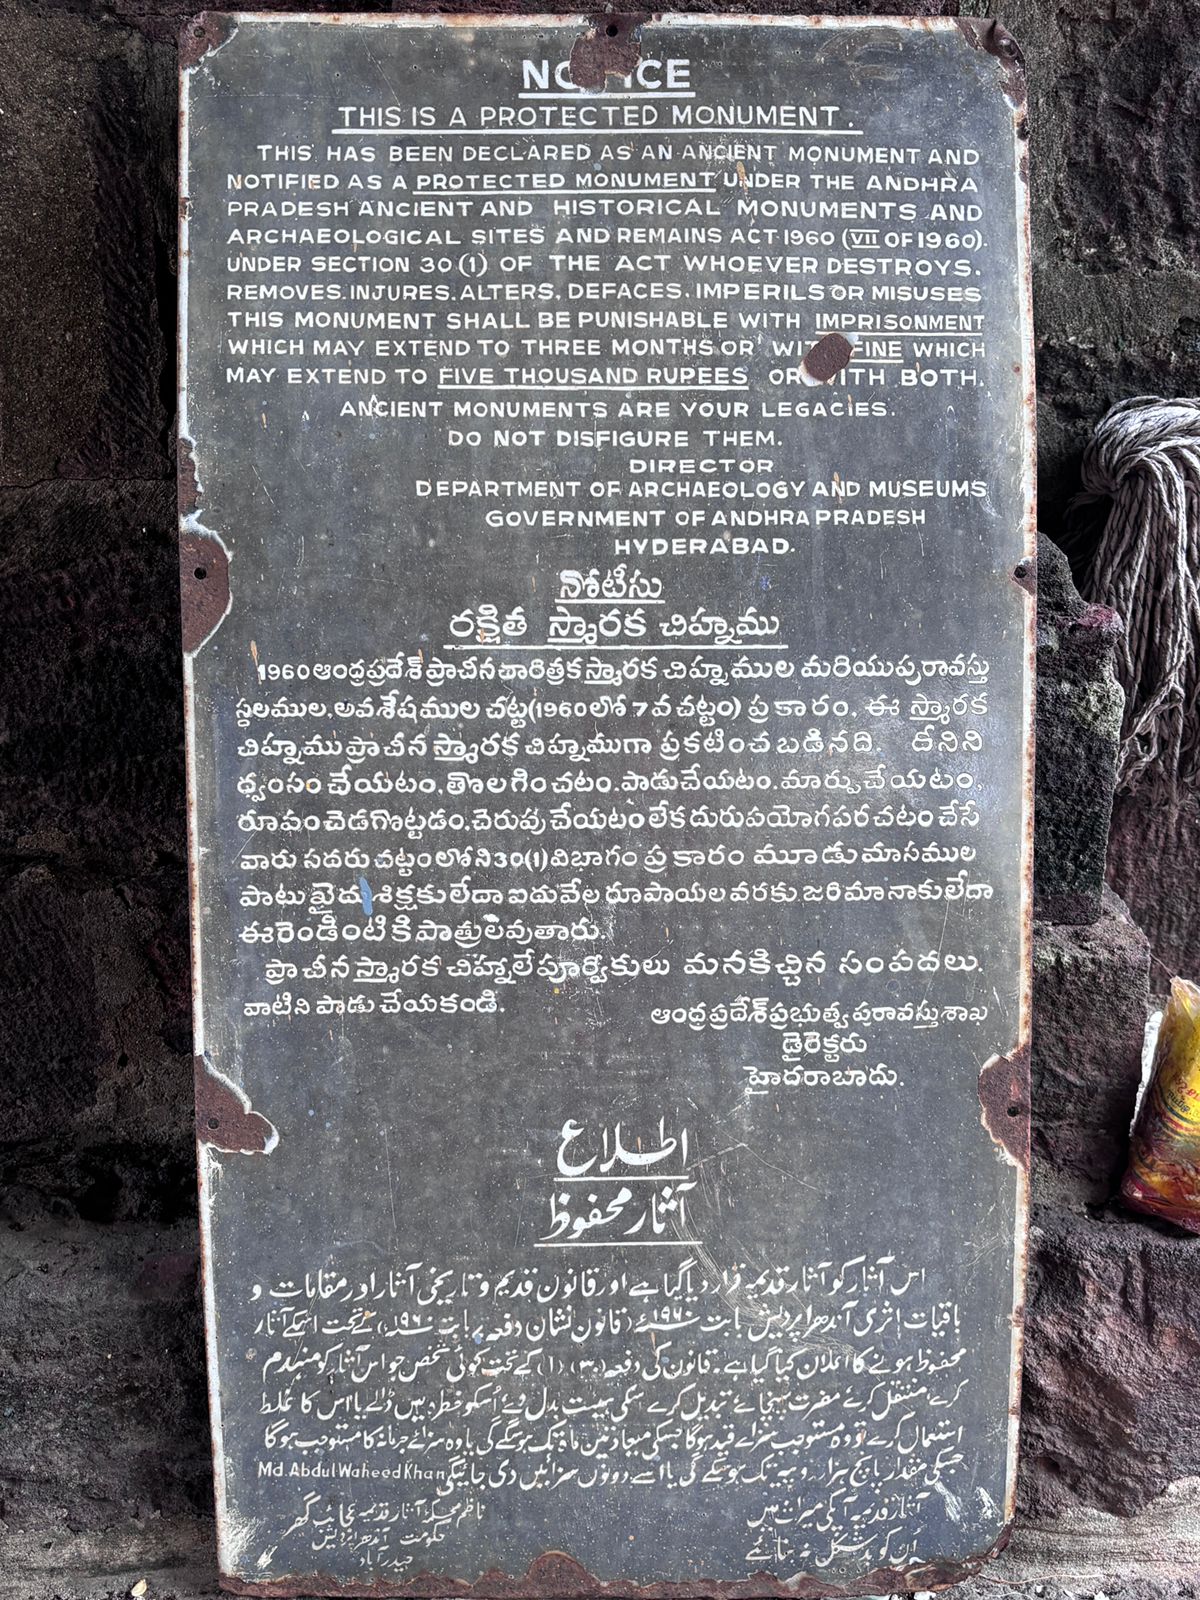 NOTICE
THIS IS A PROTECTED MONUMENT.
THIS HAS BEEN DECLARED AS AN ANCIENT MONUMENT AND
NOTIFIED AS A PROTECTED MONUMENT UNDER THE ANDHRA
PRADESH ANCIENT AND HISTORICAL MONUMENTS AND
ARCHAEOLOGICAL SITES AND REMAINS ACT 1960 (VII OF 1960).
UNDER SECTION 30 (1) OF THE ACT WHOEVER DESTROYS,
REMOVES, INJURES, ALTERS, DEFACES, IMPERILS OR MISUSES
THIS MONUMENT SHALL BE PUNISHABLE WITH IMPRISONMENT
WHICH MAY EXTEND TO THREE MONTHS OR WITH FINE WHICH
MAY EXTEND TO FIVE THOUSAND RUPEES OR WITH BOTH.
ANCIENT MONUMENTS ARE YOUR LEGACIES.
DO NOT DISFIGURE THEM.
DIRECTOR
DEPARTMENT OF ARCHAEOLOGY AND MUSEUMS
GOVERNMENT OF ANDHRA PRADESH
HYDERABAD.
నోటీసు
రక్షిత స్మారక చిహ్నము
1960 ఆంధ్రప్రదేశ్ ప్రాచీన చారిత్రక స్మారక చిహ్నముల మరియు పురావస్తు
స్థలముల, అవశేషముల చట్ట (1960 లో 7 వ చట్టం) ప్రకారం, ఈ స్మారక
చిహ్నము ప్రాచీన స్మారక చిహ్నముగా ప్రకటించబడినది. దీనిని
ధ్వంసం చేయటం, తొలగించటం, పాడుచేయటం, మార్పు చేయటం,
రూపంచెడగొట్టడం, చెరుపు చేయటం లేక దురుపయోగపరచటం చేసే
వారు సదరు చట్టంలోని 30(1) విబాగం ప్రకారం మూడు మాసముల
పాటు ఖైదు శిక్షకు లేదా ఐదువేల రూపాయల వరకు జరిమానాకు లేదా
ఈ రెండింటికి పాత్రులవుతారు.
ప్రాచీన స్మారక చిహ్నాలే పూర్వీకులు మనకిచ్చిన సంపదలు.
వాటిని పాడు చేయకండి.
ఆంధ్రప్రదేశ్ ప్రభుత్వ పురావస్తుశాఖ
డైరెక్టరు
హైదరాబాదు.
اطلاع
آثار محفوظ
اس آثار کو آثار قدیمہ قرار دیا گیا ہے اور قانون قدیم و تاریخی آثار اور مقامات و
باقیات اثری آندھرا پردیش بابت ۱۹۶۰ء (قانون نشان دفعہ ۷ بابت ۱۹۶۰ء) کے تحت اسکے آثار
محفوظ ہونے کا اعلان کیا گیا ہے۔ قانون کی دفعہ (۳۰) (۱) کے تحت کوئی شخص جو اس آثار کو منہدم
کرے، منتقل کرے، مضرت پہنچائے، تبدیل کرے، سکی ہیئت بدل دے، اُسکو خطرہ میں ڈالے یا اس کا غلط
استعمال کرے تو وہ مستوجب سزائے قید ہوگا جسکی میعاد تین ماہ تک ہوسکے گی یا وہ سزائے جرمانہ کا مستوجب ہوگا
جسکی مقدار پانچ ہزار روپیہ تک ہوسکے گی یا اسے دونوں سزائیں دی جائینگی
Md. Abdul Waheed Khan
آثار قدیمہ آپکی میراث ہیں
اُن کو بدشکل نہ بنائیے
ناظم محکمہ آثار قدیمہ عجائب گھر
حکومت آندھرا پردیش
حیدرآباد